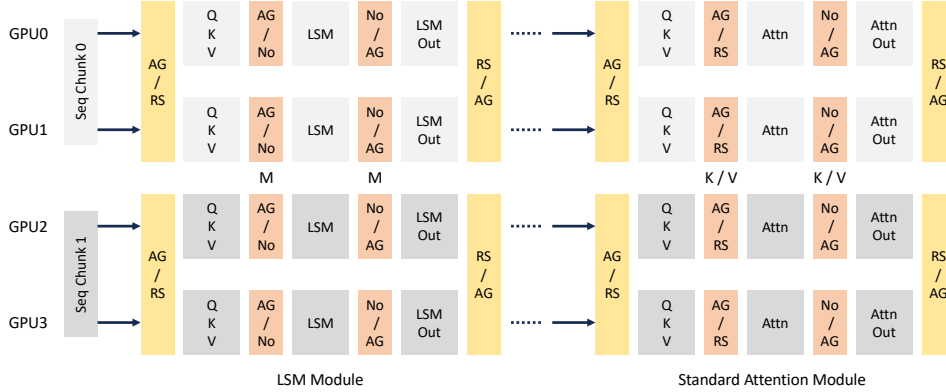 GPU0
GPU1
GPU2
GPU3
Seq Chunk 0
Seq Chunk 1
AG
/
RS
Q
K
V
AG
/
No
LSM
No
/
AG
LSM
Out
Q
K
V
AG
/
No
LSM
No
/
AG
LSM
Out
RS
/
AG
M
M
AG
/
RS
Q
K
V
AG
/
RS
Attn
No
/
AG
Attn
Out
Q
K
V
AG
/
RS
Attn
No
/
AG
Attn
Out
RS
/
AG
K / V
K / V
AG
/
RS
Q
K
V
AG
/
No
LSM
No
/
AG
LSM
Out
Q
K
V
AG
/
No
LSM
No
/
AG
LSM
Out
RS
/
AG
AG
/
RS
Q
K
V
AG
/
RS
Attn
No
/
AG
Attn
Out
Q
K
V
AG
/
RS
Attn
No
/
AG
Attn
Out
RS
/
AG
LSM Module
Standard Attention Module